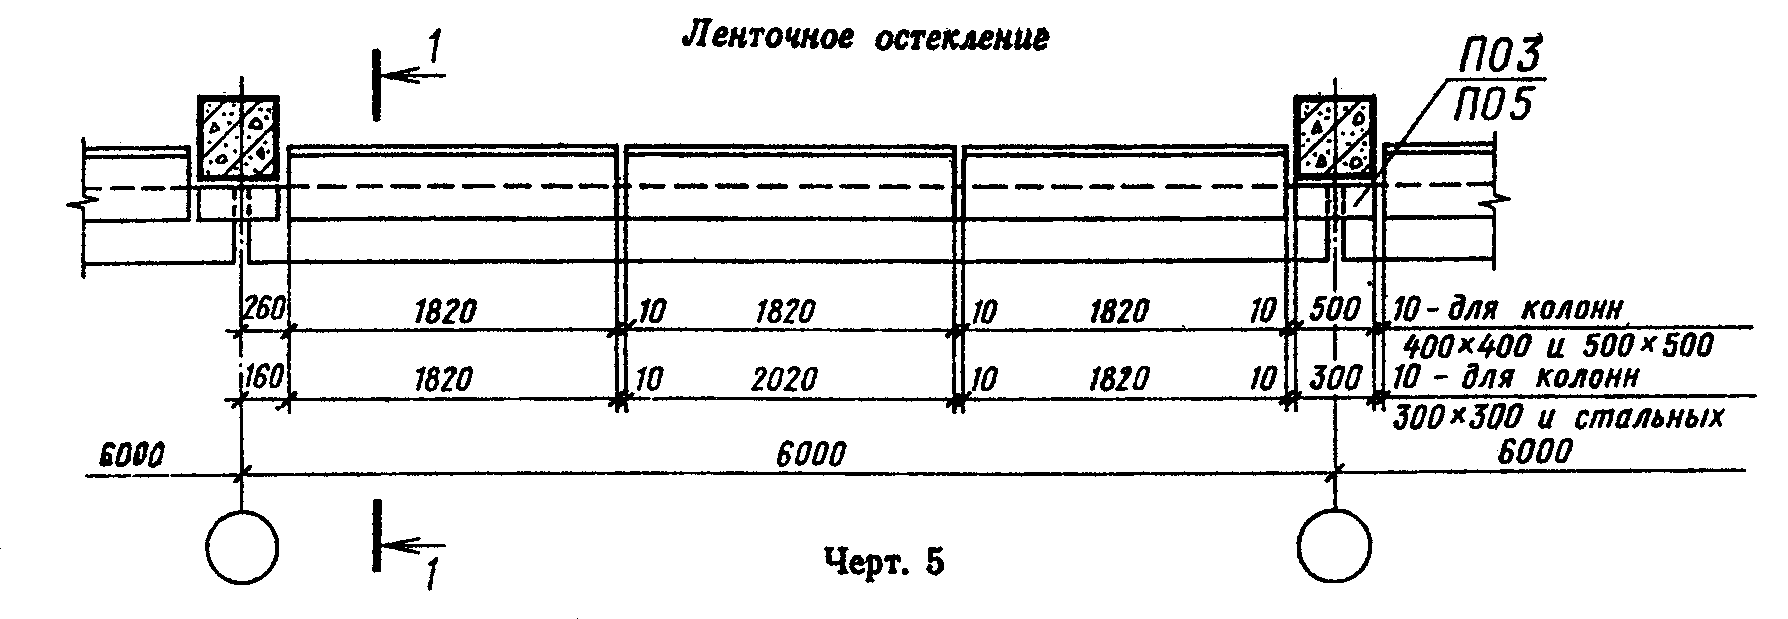 Ленточное остекление
1
ПО3
ПО5
260 1820 10 1820 10 1820 10 500 10 - для колонн
400×400 и 500×500
160 1820 10 2020 10 1820 10 300 10 - для колонн
300×300 и стальных
6000 6000 6000
1
Черт. 5